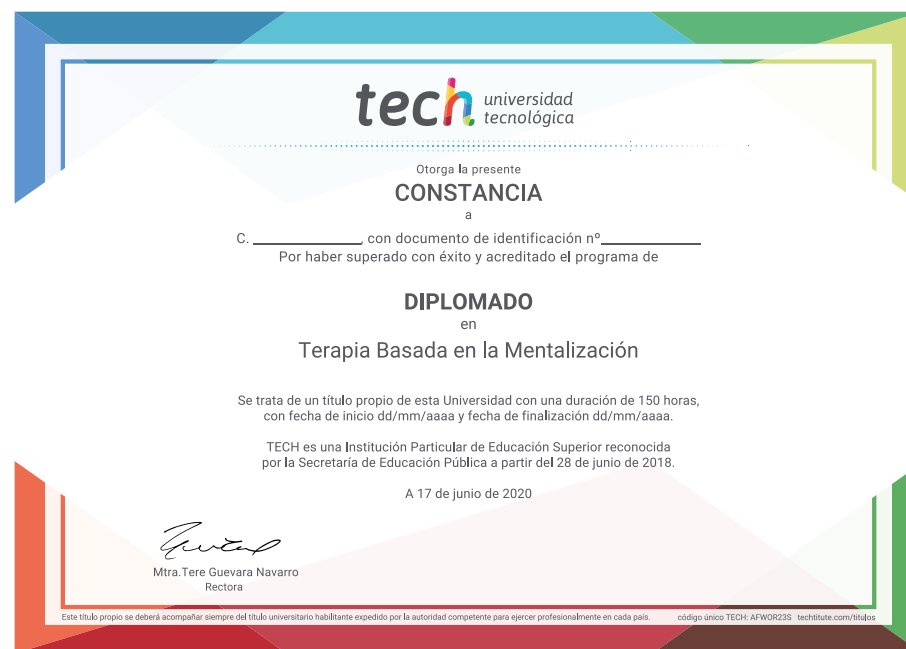 tech universidad
tecnológica
Otorga la presente
CONSTANCIA
a
C. ______________, con documento de identificación nº_____________
Por haber superado con éxito y acreditado el programa de
DIPLOMADO
en
Terapia Basada en la Mentalización
Se trata de un título propio de esta Universidad con una duración de 150 horas,
con fecha de inicio dd/mm/aaaa y fecha de finalización dd/mm/aaaa.
TECH es una Institución Particular de Educación Superior reconocida
por la Secretaría de Educación Pública a partir del 28 de junio de 2018.
A 17 de junio de 2020
Mtra.Tere Guevara Navarro
Rectora
Este título propio se deberá acompañar siempre del título universitario habilitante expedido por la autoridad competente para ejercer profesionalmente en cada país. código único TECH: AFWOR23S techtitute.com/titulos